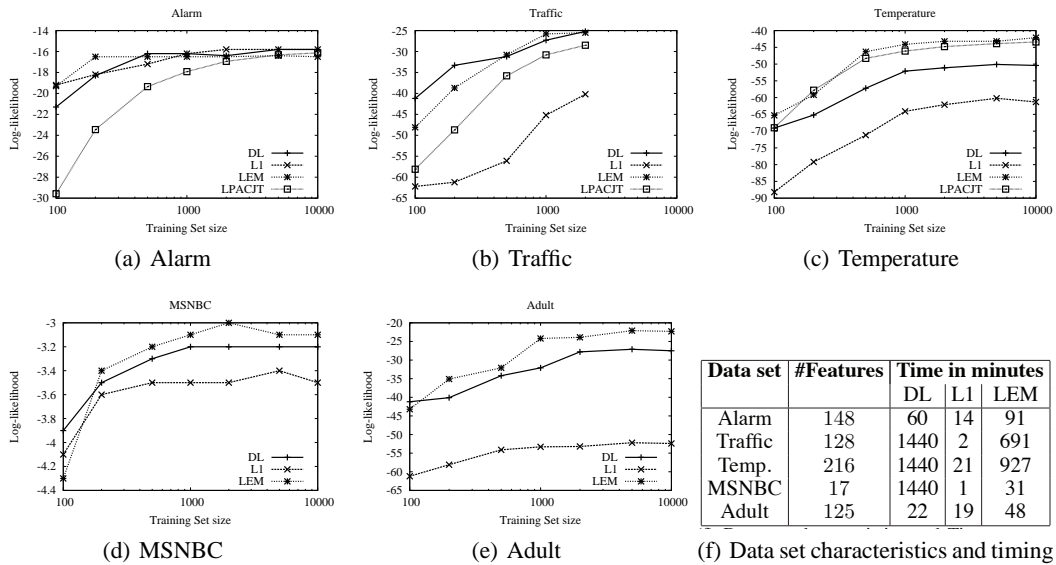 Alarm
Log-likelihood
-14
-16
-18
-20
-22
-24
-26
-28
-30
100
1000
10000
Training Set size
DL
L1
LEM
LPACJT
(a) Alarm
Traffic
Log-likelihood
-25
-30
-35
-40
-45
-50
-55
-60
-65
100
1000
10000
Training Set size
DL
L1
LEM
LPACJT
(b) Traffic
Temperature
Log-likelihood
-40
-45
-50
-55
-60
-65
-70
-75
-80
-85
-90
100
1000
10000
Training Set size
DL
L1
LEM
LPACJT
(c) Temperature
MSNBC
Log-likelihood
-3
-3.2
-3.4
-3.6
-3.8
-4
-4.2
-4.4
100
1000
10000
Training Set size
DL
L1
LEM
(d) MSNBC
Adult
Log-likelihood
-20
-25
-30
-35
-40
-45
-50
-55
-60
-65
100
1000
10000
Training Set size
DL
L1
LEM
(e) Adult
Data set #Features Time in minutes
DL L1 LEM
Alarm 148 60 14 91
Traffic 128 1440 2 691
Temp. 216 1440 21 927
MSNBC 17 1440 1 31
Adult 125 22 19 48
(f) Data set characteristics and timing